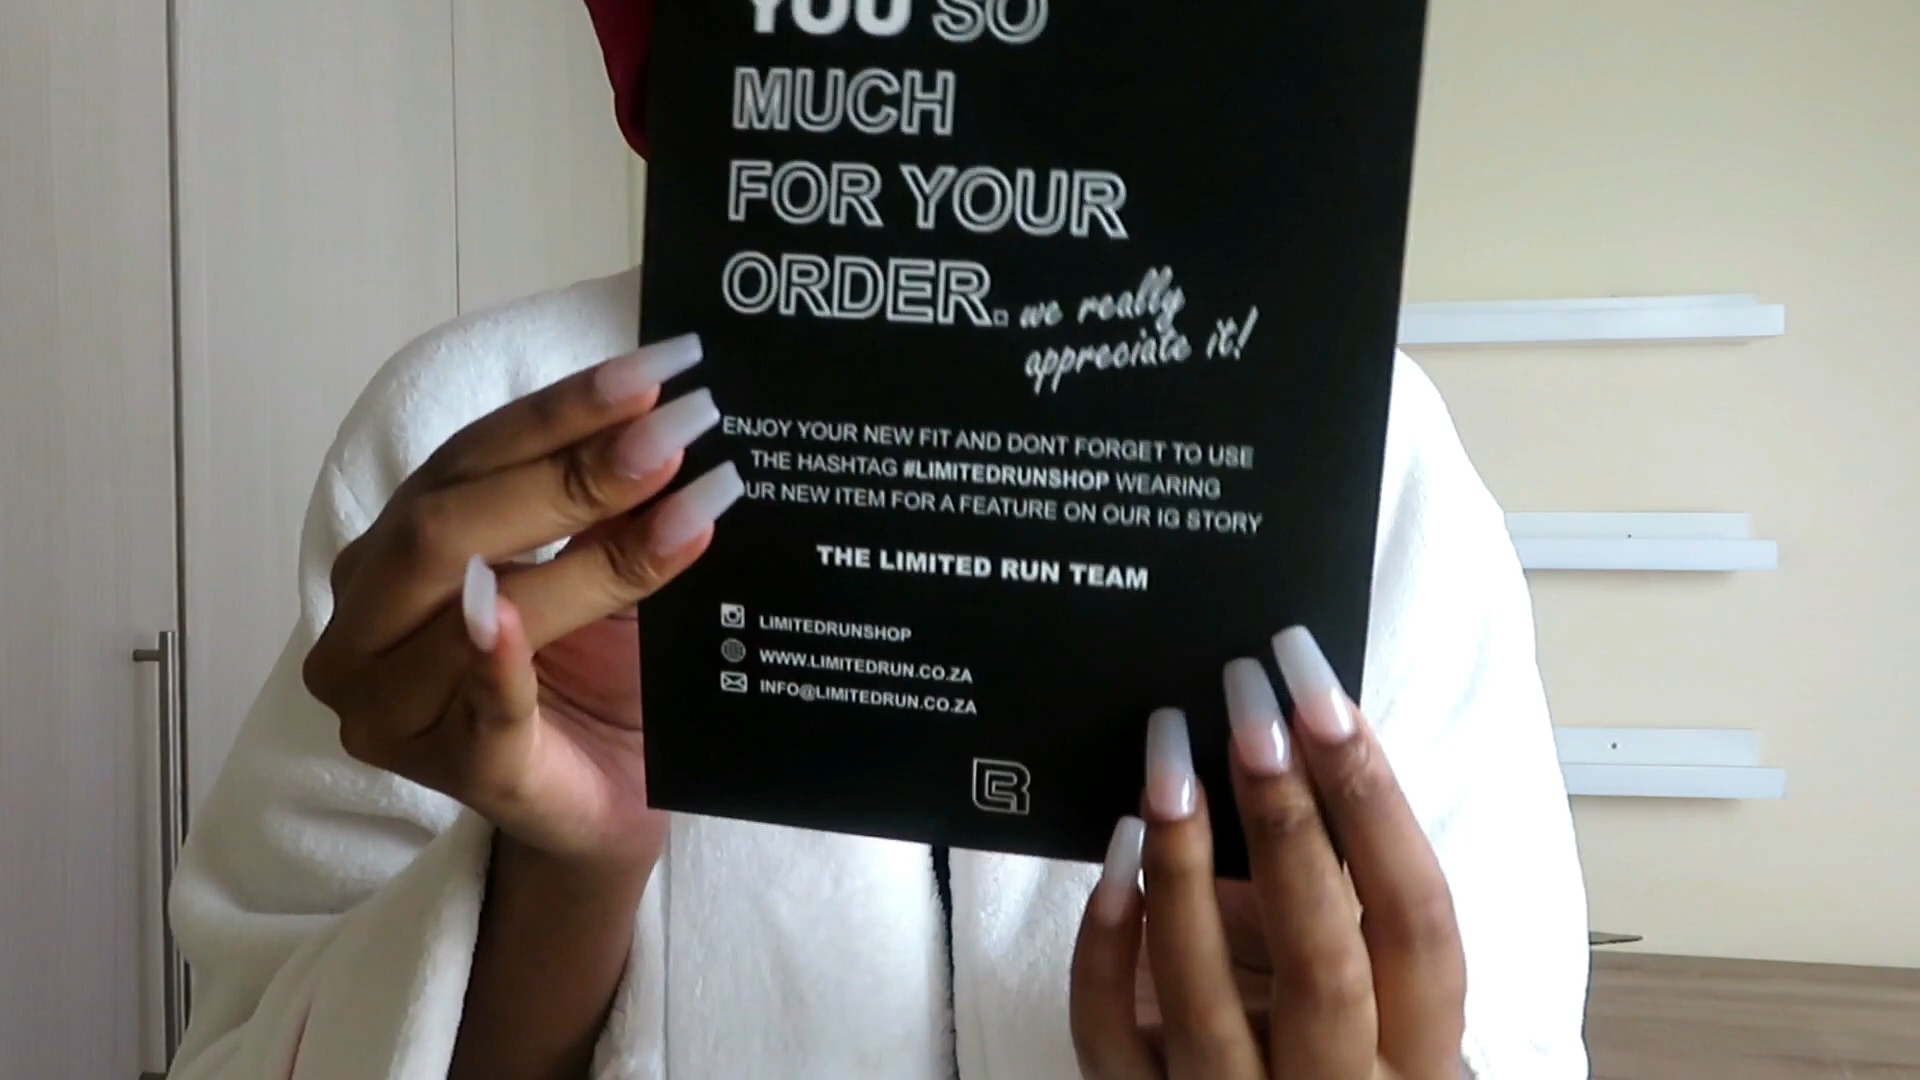 YOU SO
MUCH
FOR YOUR
ORDER. we really
appreciate it!
ENJOY YOUR NEW FIT AND DONT FORGET TO USE
THE HASHTAG #LIMITEDRUNSHOP WEARING
OUR NEW ITEM FOR A FEATURE ON OUR IG STORY
THE LIMITED RUN TEAM
LIMITEDRUNSHOP
WWW.LIMITEDRUN.CO.ZA
INFO@LIMITEDRUN.CO.ZA